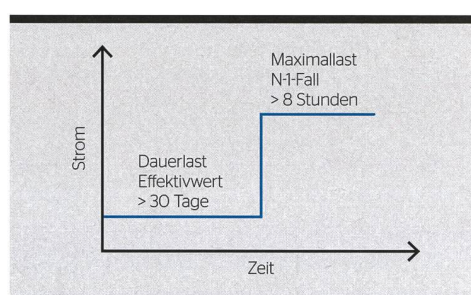 Maximallast
N-1-Fall
> 8 Stunden
Strom
Dauerlast
Effektivwert
> 30 Tage
Zeit